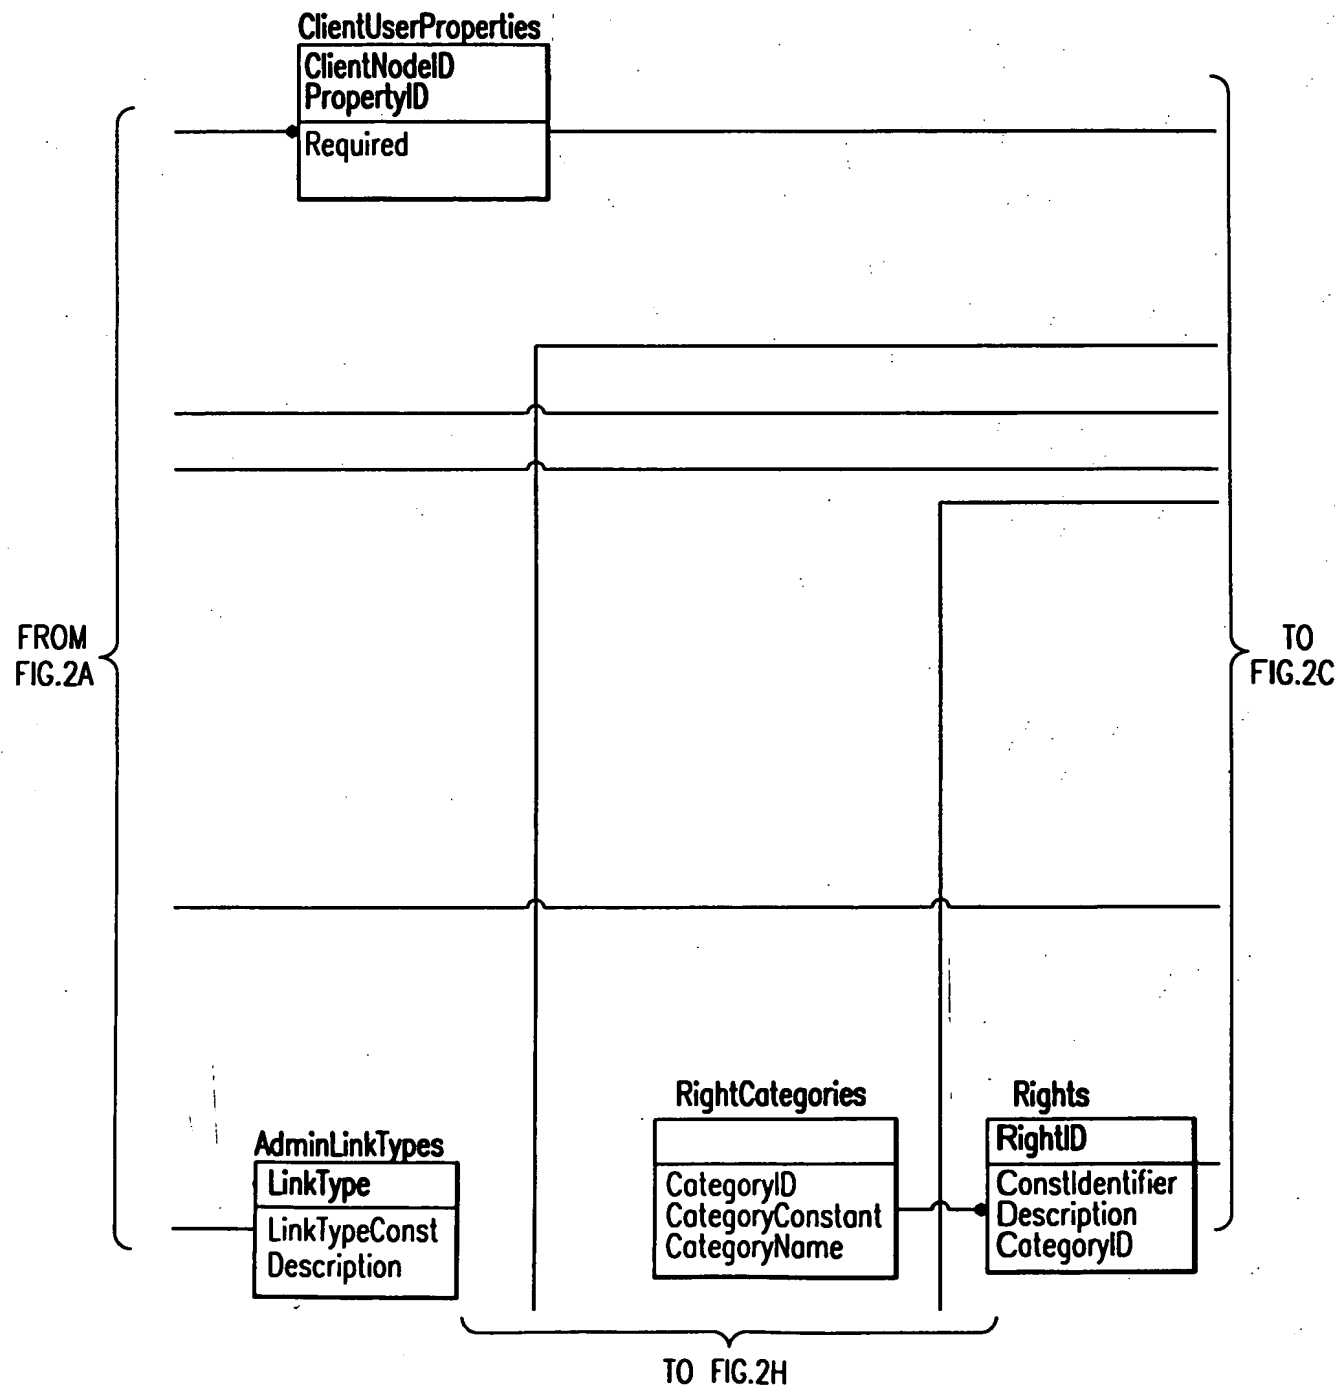 ClientUserProperties
ClientNodeID
PropertyID
Required
FROM
FIG.2A
TO
FIG.2C
AdminLinkTypes
LinkType
LinkTypeConst
Description
RightCategories
CategoryID
CategoryConstant
CategoryName
Rights
RightID
ConstIdentifier
Description
CategoryID
TO FIG.2H